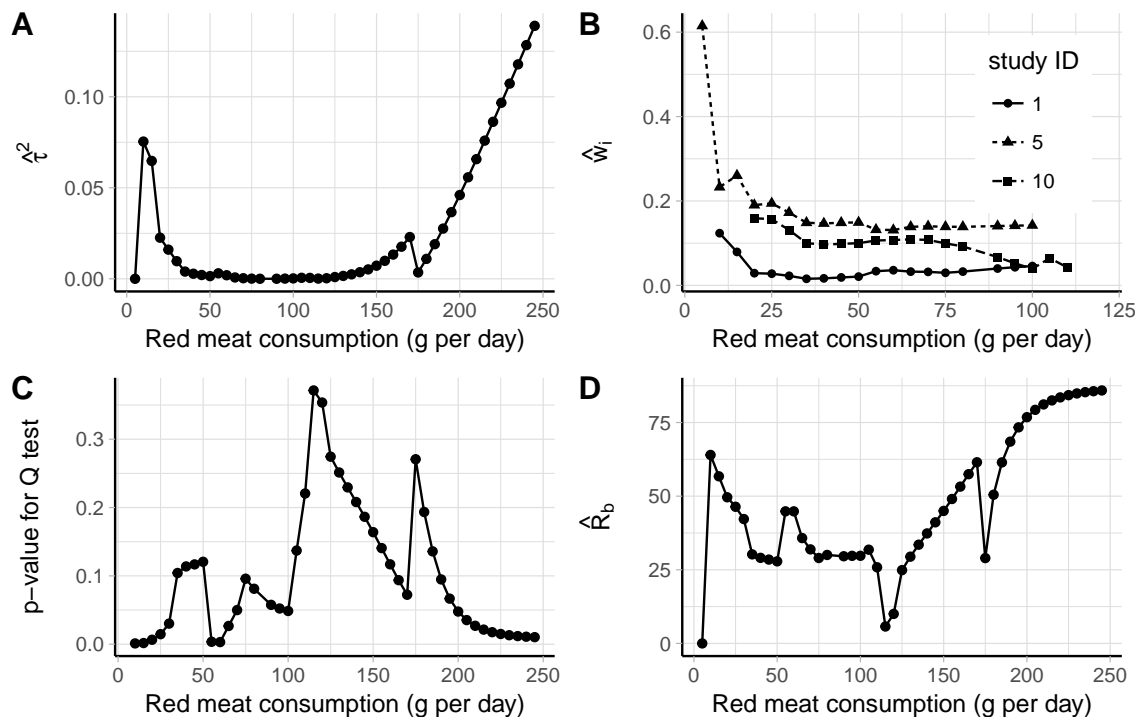 A
0.10
0.05
0.00
τ̂²
0 50 100 150 200 250
Red meat consumption (g per day)
B
0.6
0.4
0.2
0.0
ŵᵢ
study ID
1
5
10
0 25 50 75 100 125
Red meat consumption (g per day)
C
0.3
0.2
0.1
0.0
p−value for Q test
0 50 100 150 200 250
Red meat consumption (g per day)
D
75
50
25
0
R̂_b
0 50 100 150 200 250
Red meat consumption (g per day)